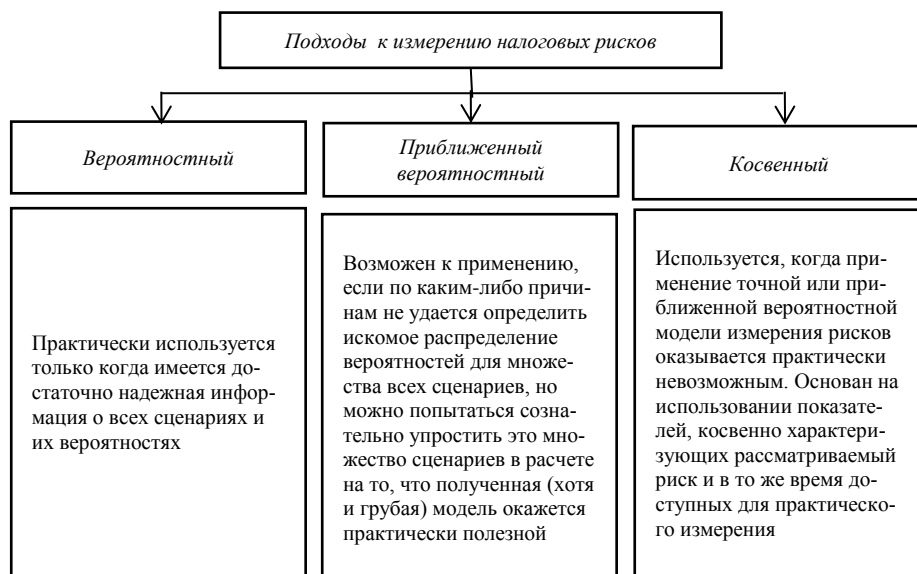 Подходы к измерению налоговых рисков
Вероятностный
Приближенный
вероятностный
Косвенный
Практически используется
только когда имеется до-
статочно надежная инфор-
мация о всех сценариях и
их вероятностях
Возможен к применению,
если по каким-либо причи-
нам не удается определить
искомое распределение
вероятностей для множе-
ства всех сценариев, но
можно попытаться созна-
тельно упростить это мно-
жество сценариев в расчете
на то, что полученная (хотя
и грубая) модель окажется
практически полезной
Используется, когда при-
менение точной или при-
ближенной вероятностной
модели измерения рисков
оказывается практически
невозможным. Основан на
использовании показате-
лей, косвенно характери-
зующих рассматриваемый
риск и в то же время до-
ступных для практическо-
го измерения